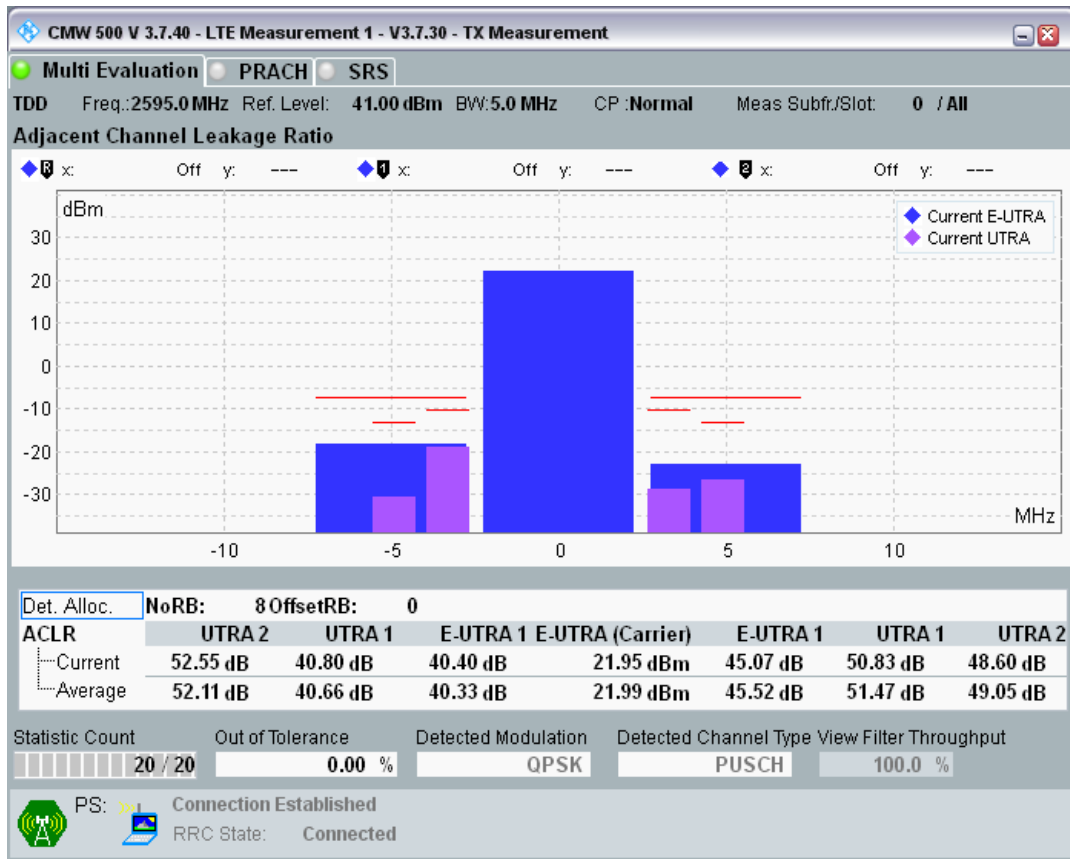 CMW 500 V 3.7.40 - LTE Measurement 1 - V3.7.30 - TX Measurement
Multi Evaluation PRACH SRS
TDD Freq.:2595.0 MHz Ref. Level: 41.00 dBm BW:5.0 MHz CP :Normal Meas Subfr./Slot: 0 / All
Adjacent Channel Leakage Ratio
R x: Off y: --- 1 x: Off y: --- 2 x: Off y: ---
dBm
Current E-UTRA
Current UTRA
30
20
10
0
-10
-20
-30
MHz
-10 -5 0 5 10
Det. Alloc. NoRB: 8 OffsetRB: 0
ACLR UTRA 2 UTRA 1 E-UTRA 1 E-UTRA (Carrier) E-UTRA 1 UTRA 1 UTRA 2
Current 52.55 dB 40.80 dB 40.40 dB 21.95 dBm 45.07 dB 50.83 dB 48.60 dB
Average 52.11 dB 40.66 dB 40.33 dB 21.99 dBm 45.52 dB 51.47 dB 49.05 dB
Statistic Count Out of Tolerance Detected Modulation Detected Channel Type View Filter Throughput
20 / 20 0.00 % QPSK PUSCH 100.0 %
PS: Connection Established
RRC State: Connected